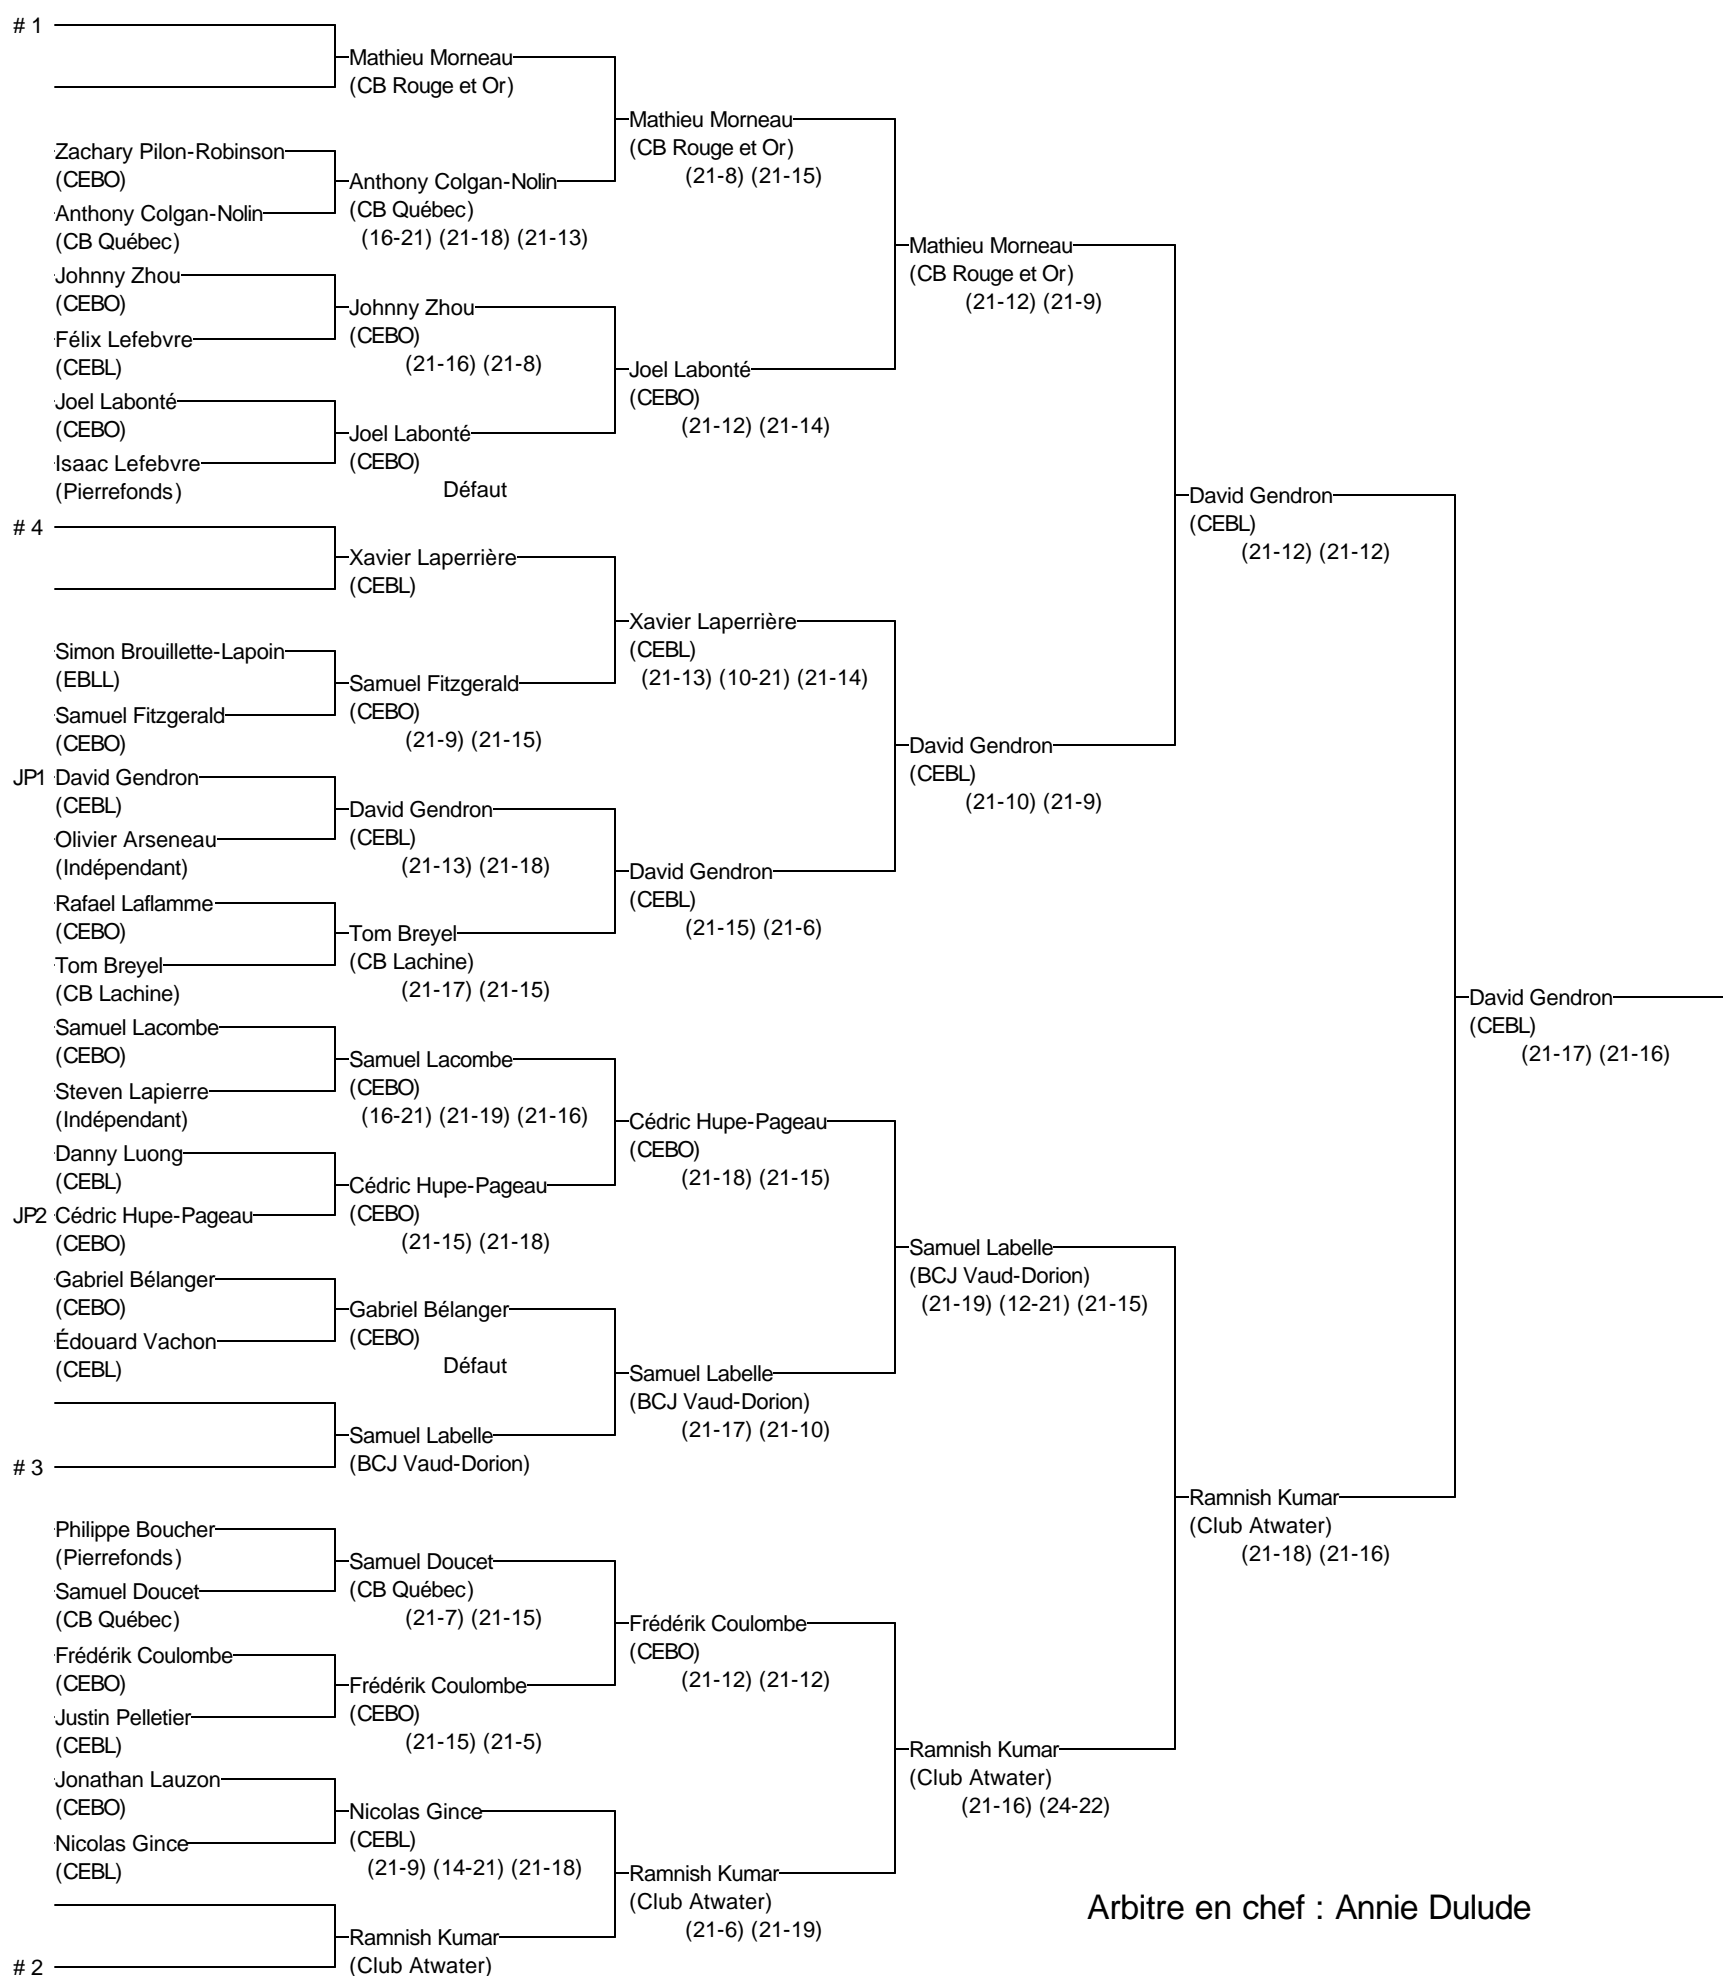 # 1
Mathieu Morneau
(CB Rouge et Or)
Mathieu Morneau
(CB Rouge et Or)
(21-8) (21-15)
Zachary Pilon-Robinson
(CEBO)
Anthony Colgan-Nolin
(CB Québec)
(16-21) (21-18) (21-13)
Anthony Colgan-Nolin
(CB Québec)
Mathieu Morneau
(CB Rouge et Or)
(21-12) (21-9)
Johnny Zhou
(CEBO)
Johnny Zhou
(CEBO)
(21-16) (21-8)
Félix Lefebvre
(CEBL)
Joel Labonté
(CEBO)
(21-12) (21-14)
Joel Labonté
(CEBO)
Joel Labonté
(CEBO)
Défaut
Isaac Lefebvre
(Pierrefonds)
David Gendron
(CEBL)
(21-12) (21-12)
# 4
Xavier Laperrière
(CEBL)
Xavier Laperrière
(CEBL)
(21-13) (10-21) (21-14)
Simon Brouillette-Lapoin
(EBLL)
Samuel Fitzgerald
(CEBO)
(21-9) (21-15)
Samuel Fitzgerald
(CEBO)
David Gendron
(CEBL)
(21-10) (21-9)
JP1 David Gendron
(CEBL)
David Gendron
(CEBL)
(21-13) (21-18)
Olivier Arseneau
(Indépendant)
David Gendron
(CEBL)
(21-15) (21-6)
Rafael Laflamme
(CEBO)
Tom Breyel
(CB Lachine)
(21-17) (21-15)
Tom Breyel
(CB Lachine)
David Gendron
(CEBL)
(21-17) (21-16)
Samuel Lacombe
(CEBO)
Samuel Lacombe
(CEBO)
(16-21) (21-19) (21-16)
Steven Lapierre
(Indépendant)
Cédric Hupe-Pageau
(CEBO)
(21-18) (21-15)
Danny Luong
(CEBL)
Cédric Hupe-Pageau
(CEBO)
(21-15) (21-18)
JP2 Cédric Hupe-Pageau
(CEBO)
Samuel Labelle
(BCJ Vaud-Dorion)
(21-19) (12-21) (21-15)
Gabriel Bélanger
(CEBO)
Gabriel Bélanger
(CEBO)
Défaut
Édouard Vachon
(CEBL)
Samuel Labelle
(BCJ Vaud-Dorion)
(21-17) (21-10)
Samuel Labelle
(BCJ Vaud-Dorion)
# 3
Ramnish Kumar
(Club Atwater)
(21-18) (21-16)
Philippe Boucher
(Pierrefonds)
Samuel Doucet
(CB Québec)
(21-7) (21-15)
Samuel Doucet
(CB Québec)
Frédérik Coulombe
(CEBO)
(21-12) (21-12)
Frédérik Coulombe
(CEBO)
Frédérik Coulombe
(CEBO)
(21-15) (21-5)
Justin Pelletier
(CEBL)
Ramnish Kumar
(Club Atwater)
(21-16) (24-22)
Jonathan Lauzon
(CEBO)
Nicolas Gince
(CEBL)
(21-9) (14-21) (21-18)
Nicolas Gince
(CEBL)
Ramnish Kumar
(Club Atwater)
(21-6) (21-19)
Arbitre en chef : Annie Dulude
Ramnish Kumar
(Club Atwater)
# 2